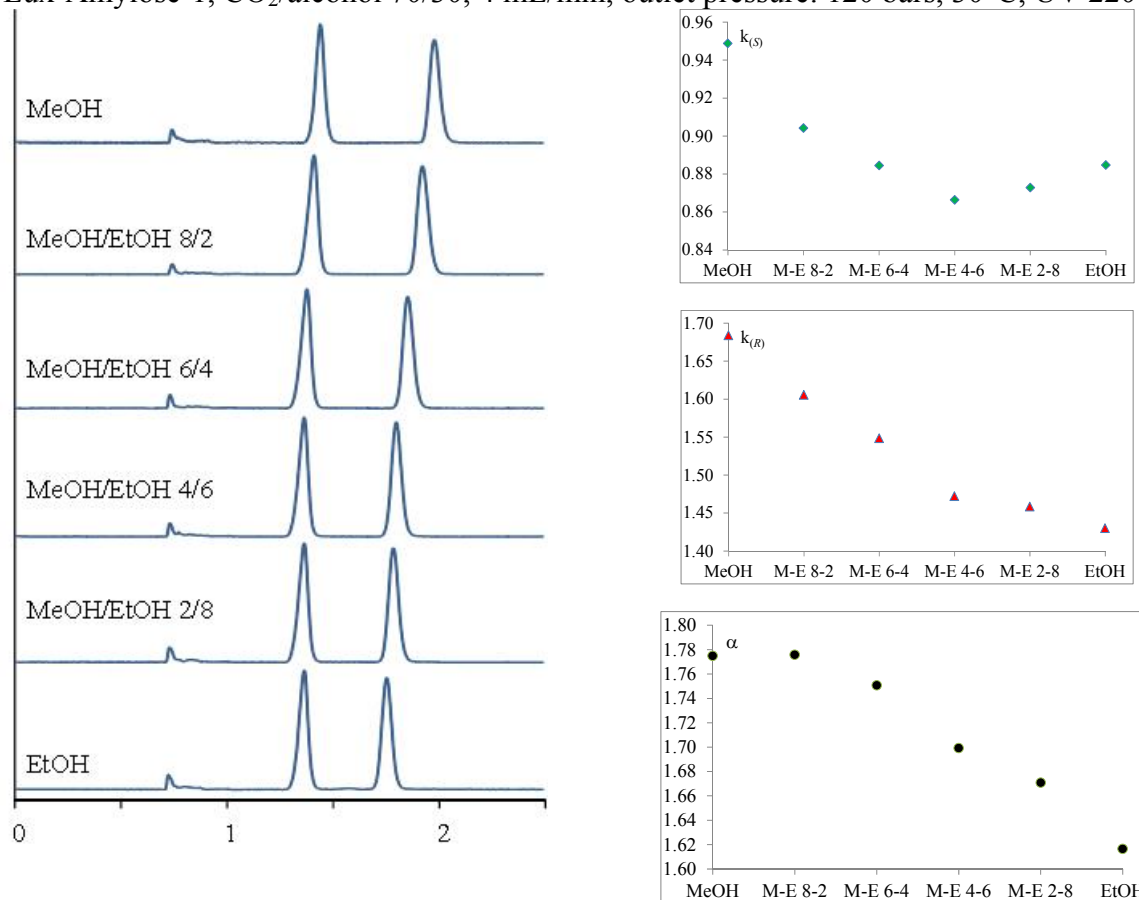 Lux-Amylose-1, CO2/alcohol 70/30, 4 mL/min, outlet pressure: 120 bars, 30°C, UV 220
MeOH
MeOH/EtOH 8/2
MeOH/EtOH 6/4
MeOH/EtOH 4/6
MeOH/EtOH 2/8
EtOH
0 1 2
k(S)
0.96
0.94
0.92
0.90
0.88
0.86
0.84
MeOH M-E 8-2 M-E 6-4 M-E 4-6 M-E 2-8 EtOH
k(R)
1.70
1.65
1.60
1.55
1.50
1.45
1.40
MeOH M-E 8-2 M-E 6-4 M-E 4-6 M-E 2-8 EtOH
α
1.80
1.78
1.76
1.74
1.72
1.70
1.68
1.66
1.64
1.62
1.60
MeOH M-E 8-2 M-E 6-4 M-E 4-6 M-E 2-8 EtOH